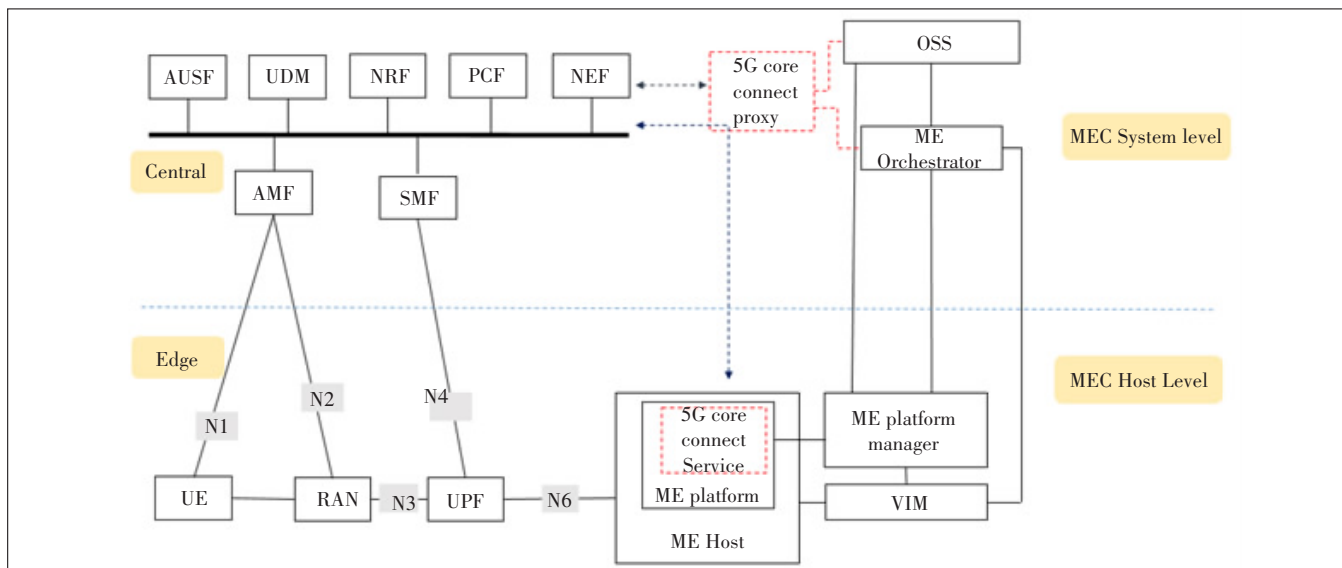 OSS
AUSF
UDM
NRF
PCF
NEF
5G core
connect
proxy
ME
Orchestrator
MEC System level
Central
AMF
SMF
Edge
MEC Host Level
N1
N2
N4
5G core
connect
Service
ME platform
ME Host
ME platform
manager
UE
RAN
N3
UPF
N6
VIM